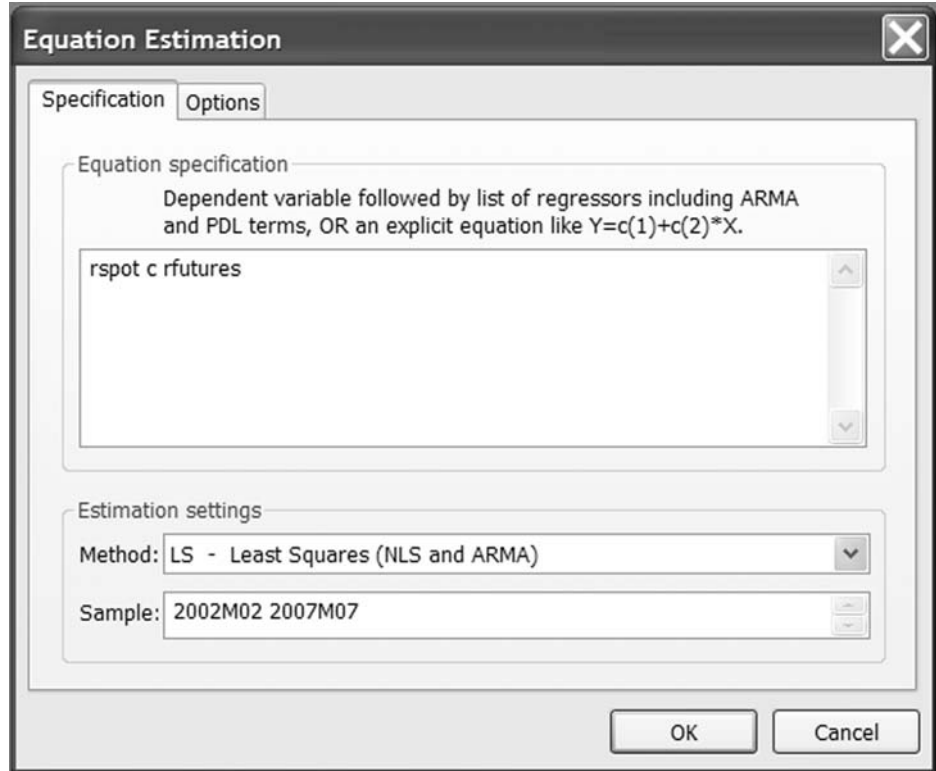 Equation Estimation
Specification
Options
Equation specification
Dependent variable followed by list of regressors including ARMA
and PDL terms, OR an explicit equation like Y=c(1)+c(2)*X.
rspot c rfutures
Estimation settings
Method: LS - Least Squares (NLS and ARMA)
Sample: 2002M02 2007M07
OK
Cancel